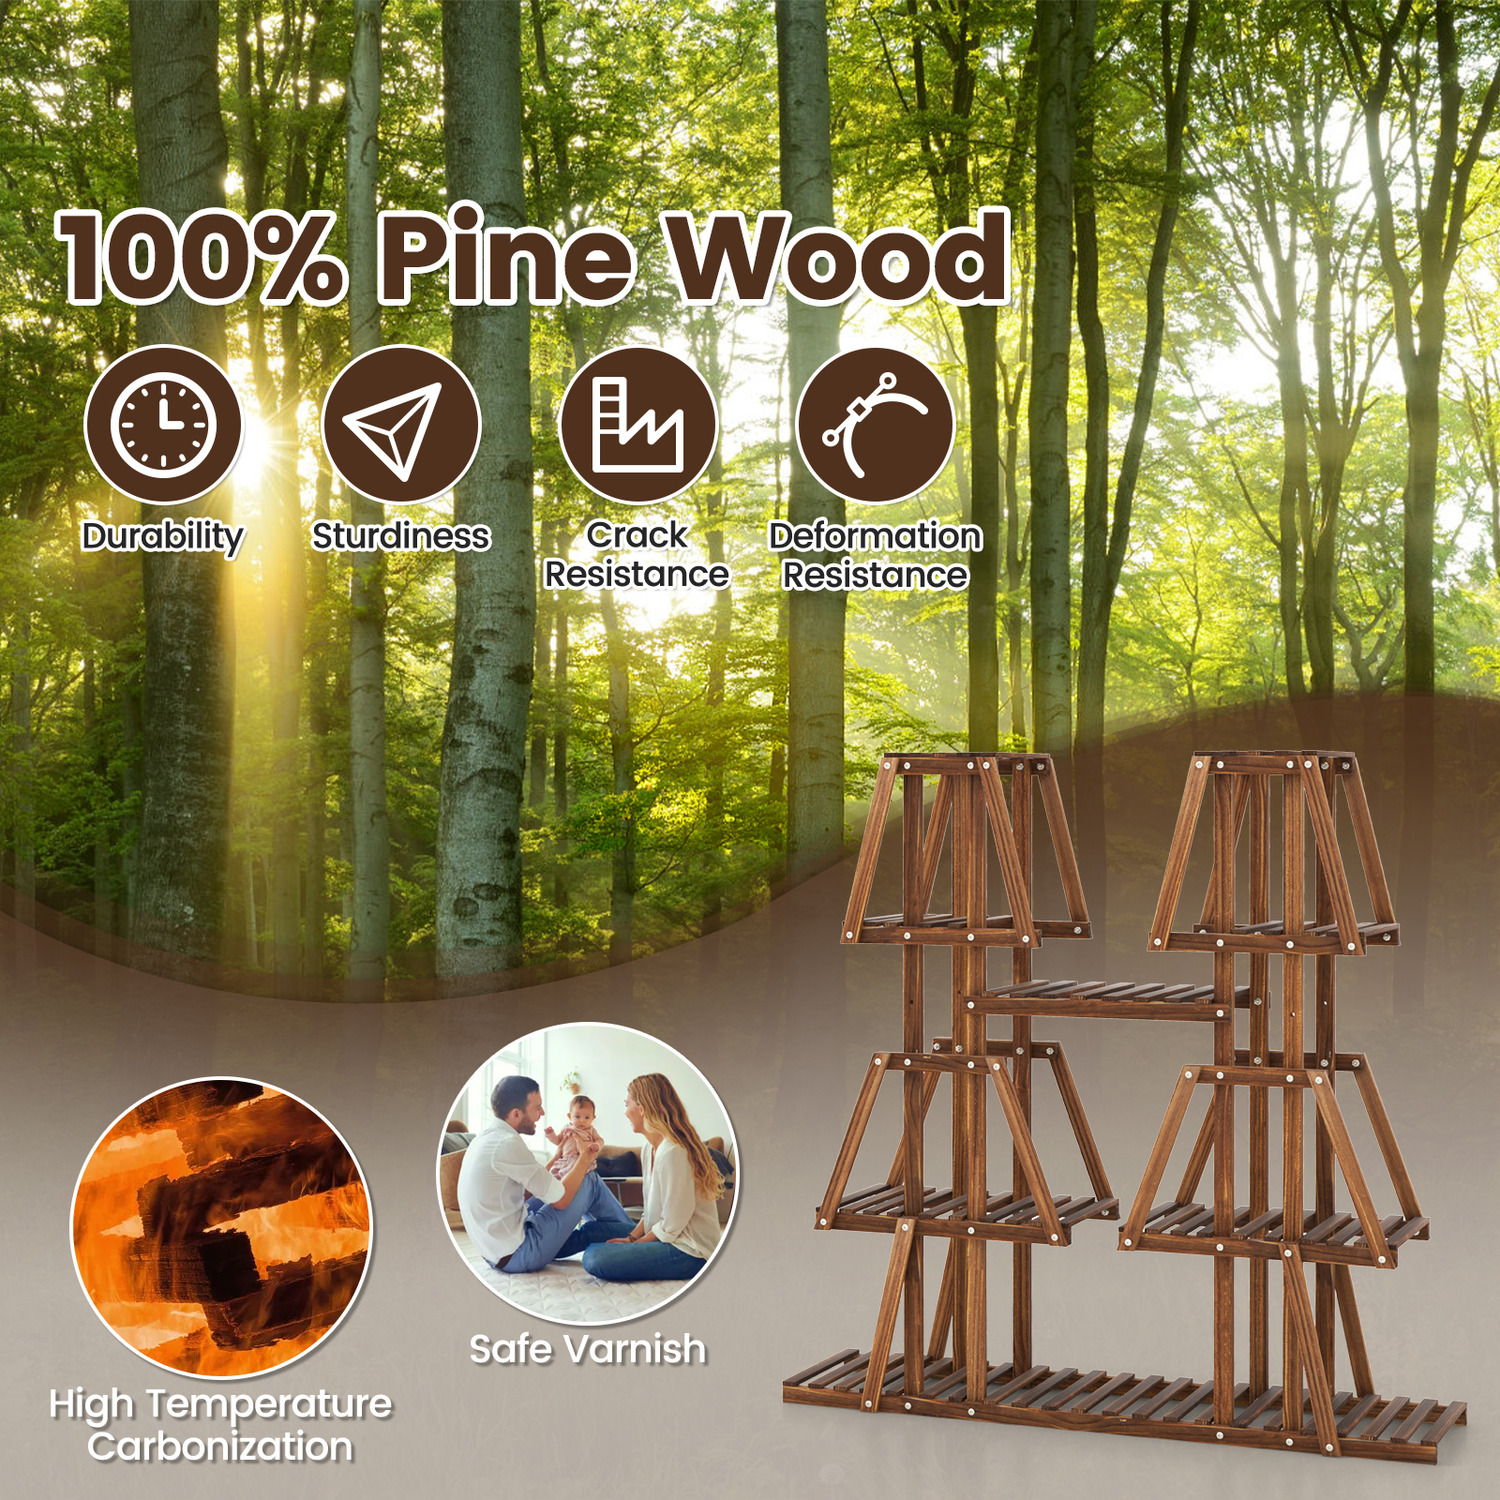 100% Pine Wood
Durability
Sturdiness
Crack
Resistance
Deformation
Resistance
Safe Varnish
High Temperature
Carbonization